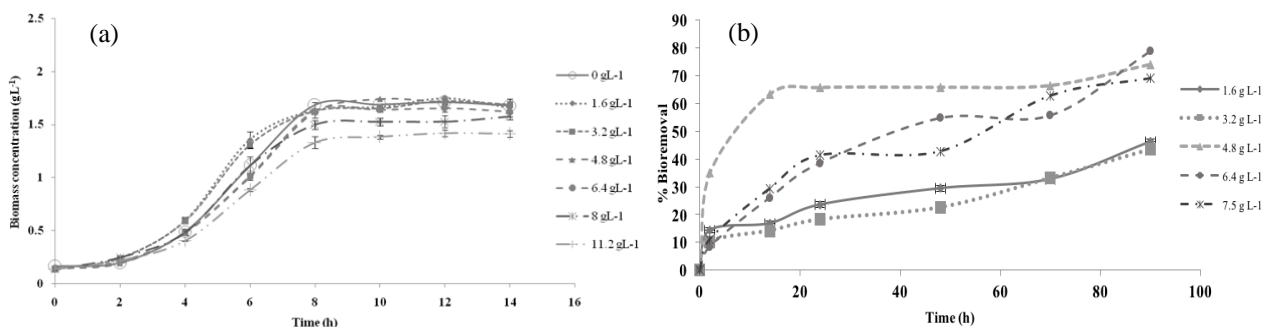 (a)
Biomass concentration (gL-1)
2.5
2
1.5
1
0.5
0
0 2 4 6 8 10 12 14 16
Time (h)
0 gL-1
1.6 gL-1
3.2 gL-1
4.8 gL-1
6.4 gL-1
8 gL-1
11.2 gL-1
(b)
% Bioremoval
90
80
70
60
50
40
30
20
10
0
0 20 40 60 80 100
Time (h)
1.6 g L-1
3.2 g L-1
4.8 g L-1
6.4 g L-1
7.5 g L-1